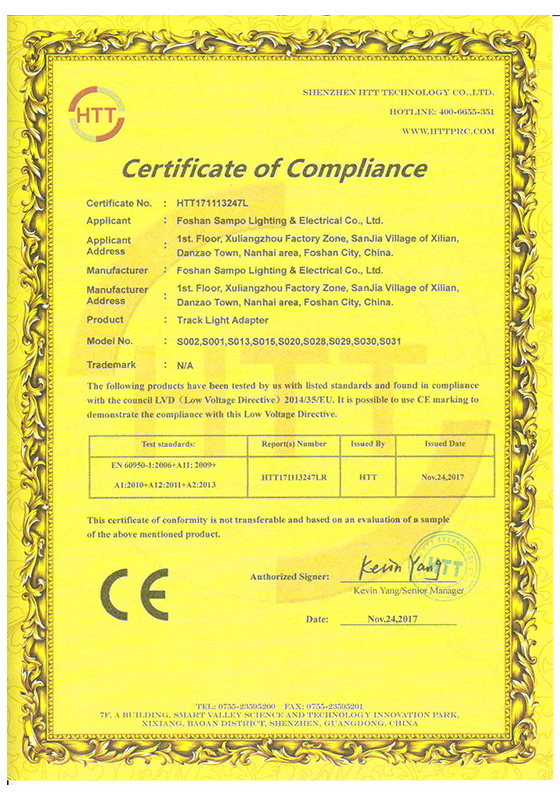 HTT
SHENZHEN HTT TECHNOLOGY CO.,LTD.
HOTLINE: 400-6655-351
WWW.HTTPRC.COM
Certificate of Compliance
Certificate No. : HTT171113247L
Applicant : Foshan Sampo Lighting & Electrical Co., Ltd.
Applicant Address : 1st. Floor, Xuliangzhou Factory Zone, SanJia Village of Xilian,
Danzao Town, Nanhai area, Foshan City, China.
Manufacturer : Foshan Sampo Lighting & Electrical Co., Ltd.
Manufacturer Address : 1st. Floor, Xuliangzhou Factory Zone, SanJia Village of Xilian,
Danzao Town, Nanhai area, Foshan City, China.
Product : Track Light Adapter
Model No. : S002,S001,S013,S015,S020,S028,S029,S030,S031
Trademark : N/A
The following products have been tested by us with listed standards and found in compliance
with the council LVD（Low Voltage Directive）2014/35/EU. It is possible to use CE marking to
demonstrate the compliance with this Low Voltage Directive.
Test standards: Report(s) Number Issued By Issued Date
EN 60950-1:2006+A11: 2009+
A1:2010+A12:2011+A2:2013 HTT171113247LR HTT Nov.24,2017
This certificate of conformity is not transferable and based on an evaluation of a sample
of the above mentioned product.
CE
Authorized Signer: Kevin Yang
HTT
Kevin Yang/Senior Manager
Date: Nov.24,2017
TEL: 0755-23595200 FAX: 0755-23595201
7F, A BUILDING, SMART VALLEY SCIENCE AND TECHNOLOGY INNOVATION PARK,
XIXIANG, BAOAN DISTRICT, SHENZHEN, GUANGDONG, CHINA